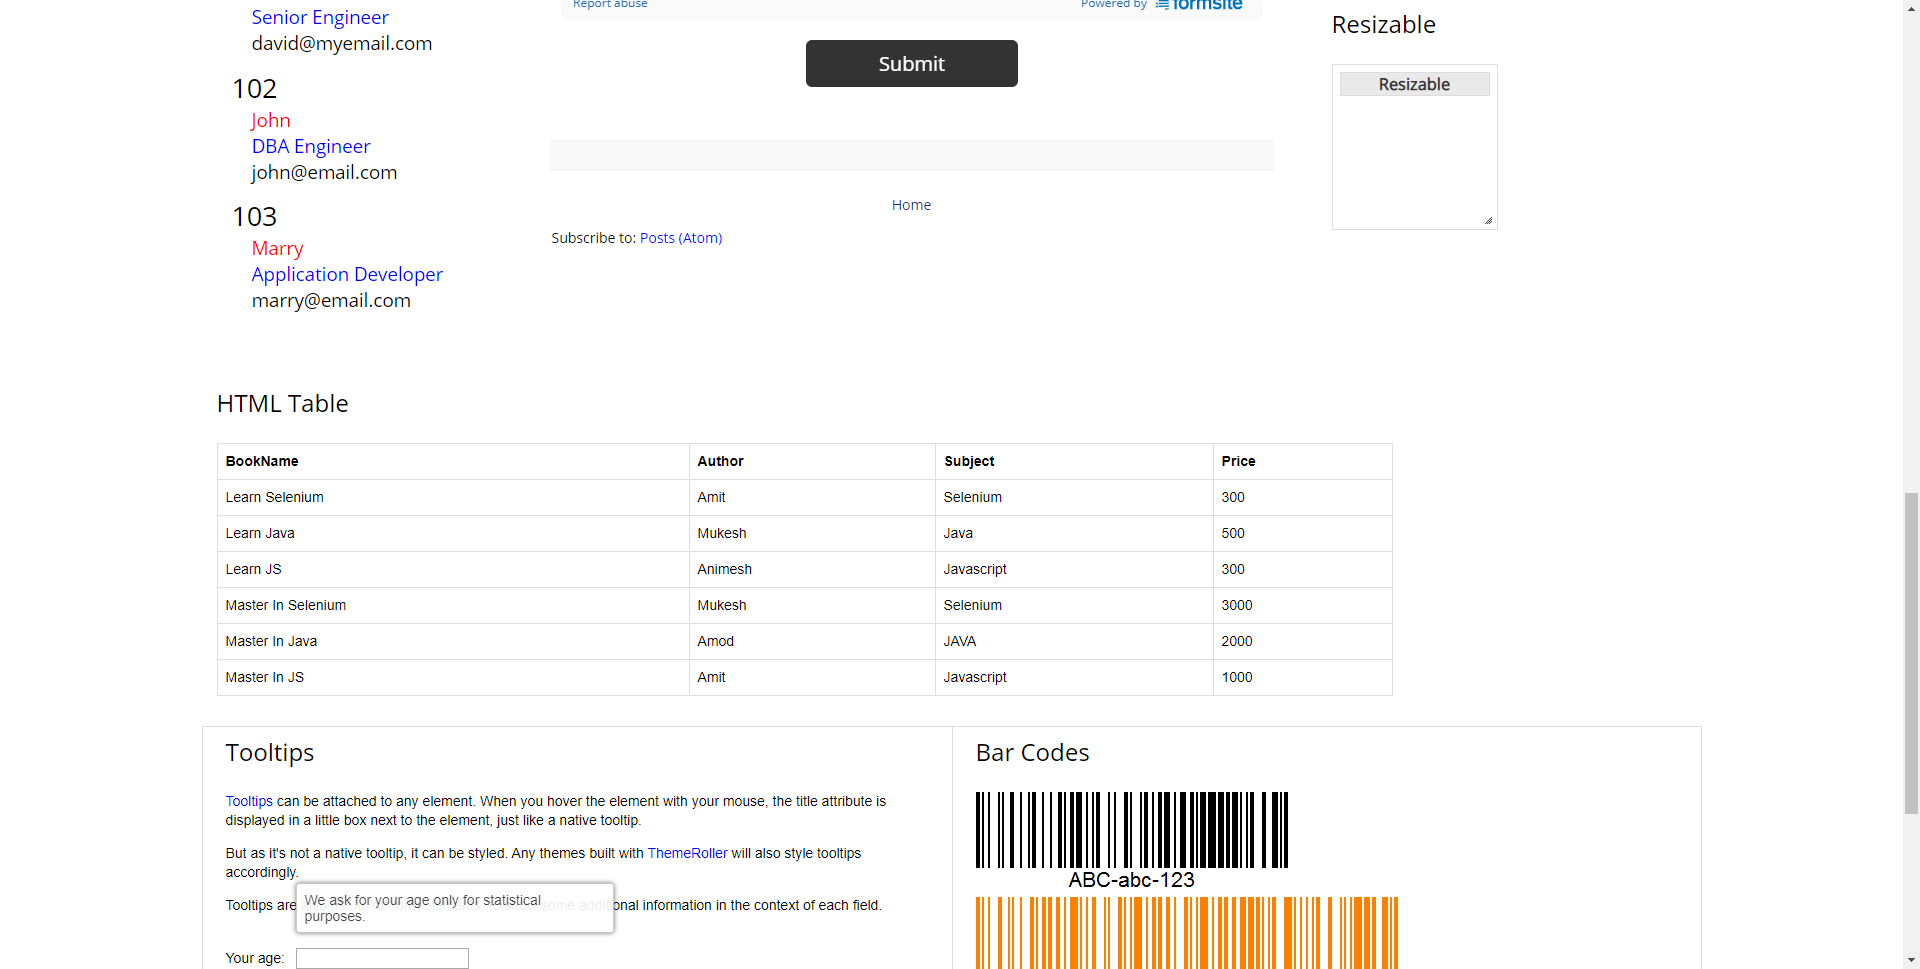 Senior Engineer
david@myemail.com
102
John
DBA Engineer
john@email.com
103
Marry
Application Developer
marry@email.com
Report abuse
Powered by formsite
Submit
Home
Subscribe to: Posts (Atom)
Resizable
Resizable
HTML Table
BookName Author Subject Price
Learn Selenium Amit Selenium 300
Learn Java Mukesh Java 500
Learn JS Animesh Javascript 300
Master In Selenium Mukesh Selenium 3000
Master In Java Amod JAVA 2000
Master In JS Amit Javascript 1000
Tooltips
Tooltips can be attached to any element. When you hover the element with your mouse, the title attribute is
displayed in a little box next to the element, just like a native tooltip.
But as it's not a native tooltip, it can be styled. Any themes built with ThemeRoller will also style tooltips
accordingly.
Tooltips are some additional information in the context of each field.
We ask for your age only for statistical
purposes.
Your age:
Bar Codes
ABC-abc-123